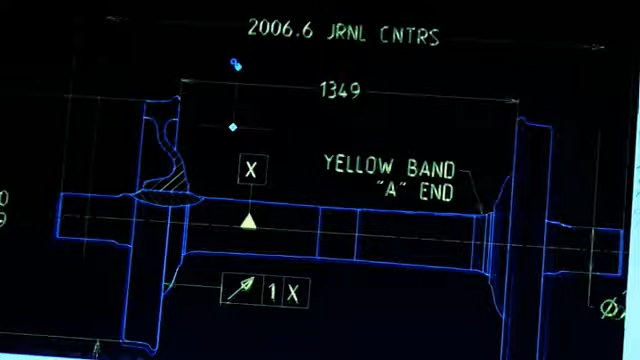 2006.6 JRNL CNTRS
1349
X
YELLOW BAND
"A" END
1 X